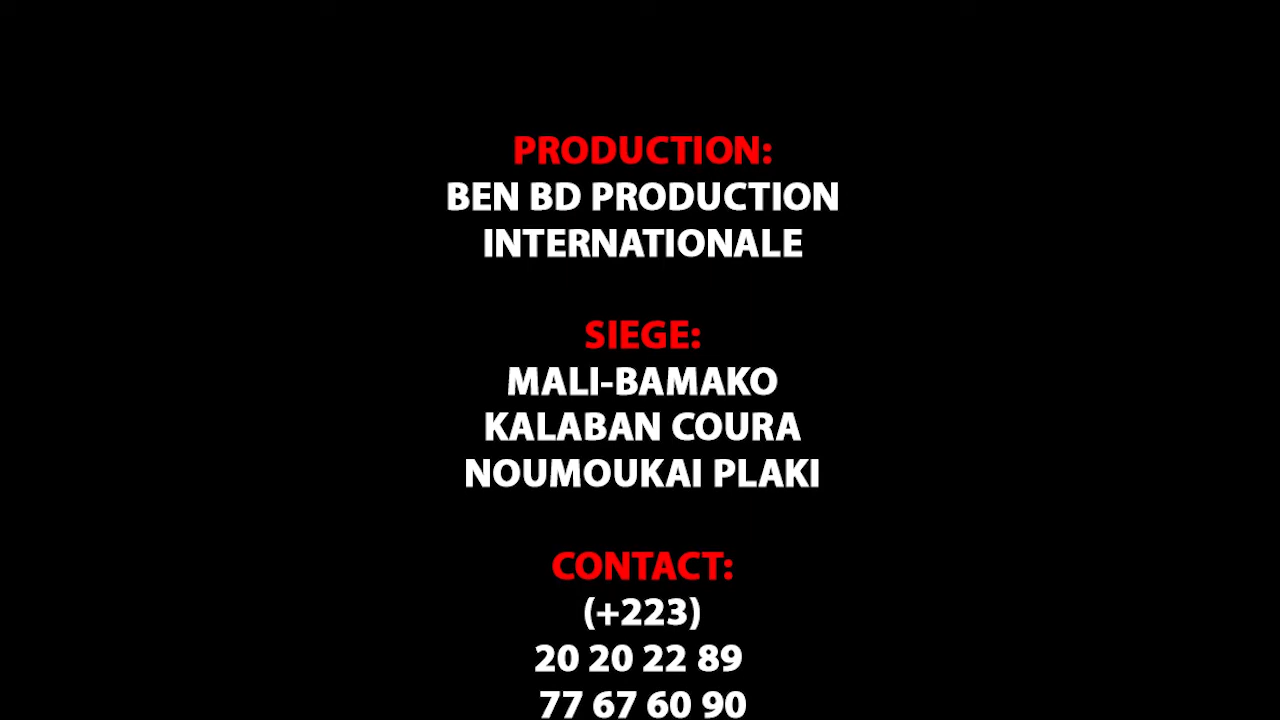 PRODUCTION:
BEN BD PRODUCTION
INTERNATIONALE
SIEGE:
MALI-BAMAKO
KALABAN COURA
NOUMOUKAI PLAKI
CONTACT:
(+223)
20 20 22 89
77 67 60 90